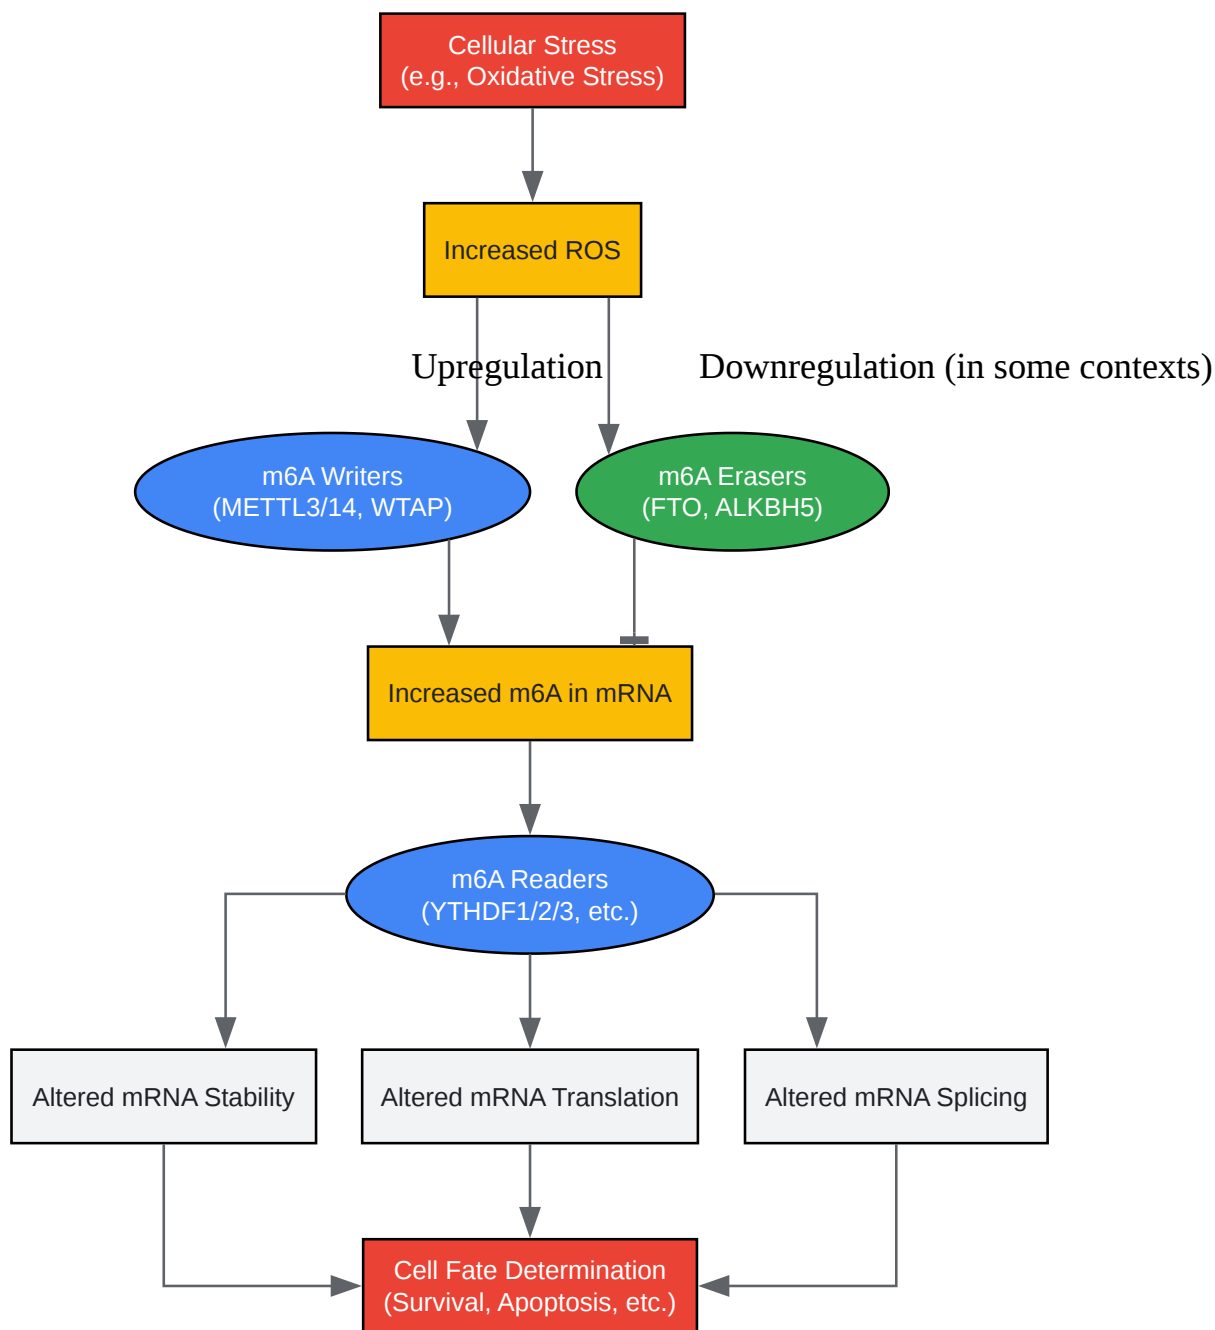 Cellular Stress
(e.g., Oxidative Stress)
Increased ROS
Upregulation
Downregulation (in some contexts)
m6A Writers
(METTL3/14, WTAP)
m6A Erasers
(FTO, ALKBH5)
Increased m6A in mRNA
m6A Readers
(YTHDF1/2/3, etc.)
Altered mRNA Stability
Altered mRNA Translation
Altered mRNA Splicing
Cell Fate Determination
(Survival, Apoptosis, etc.)